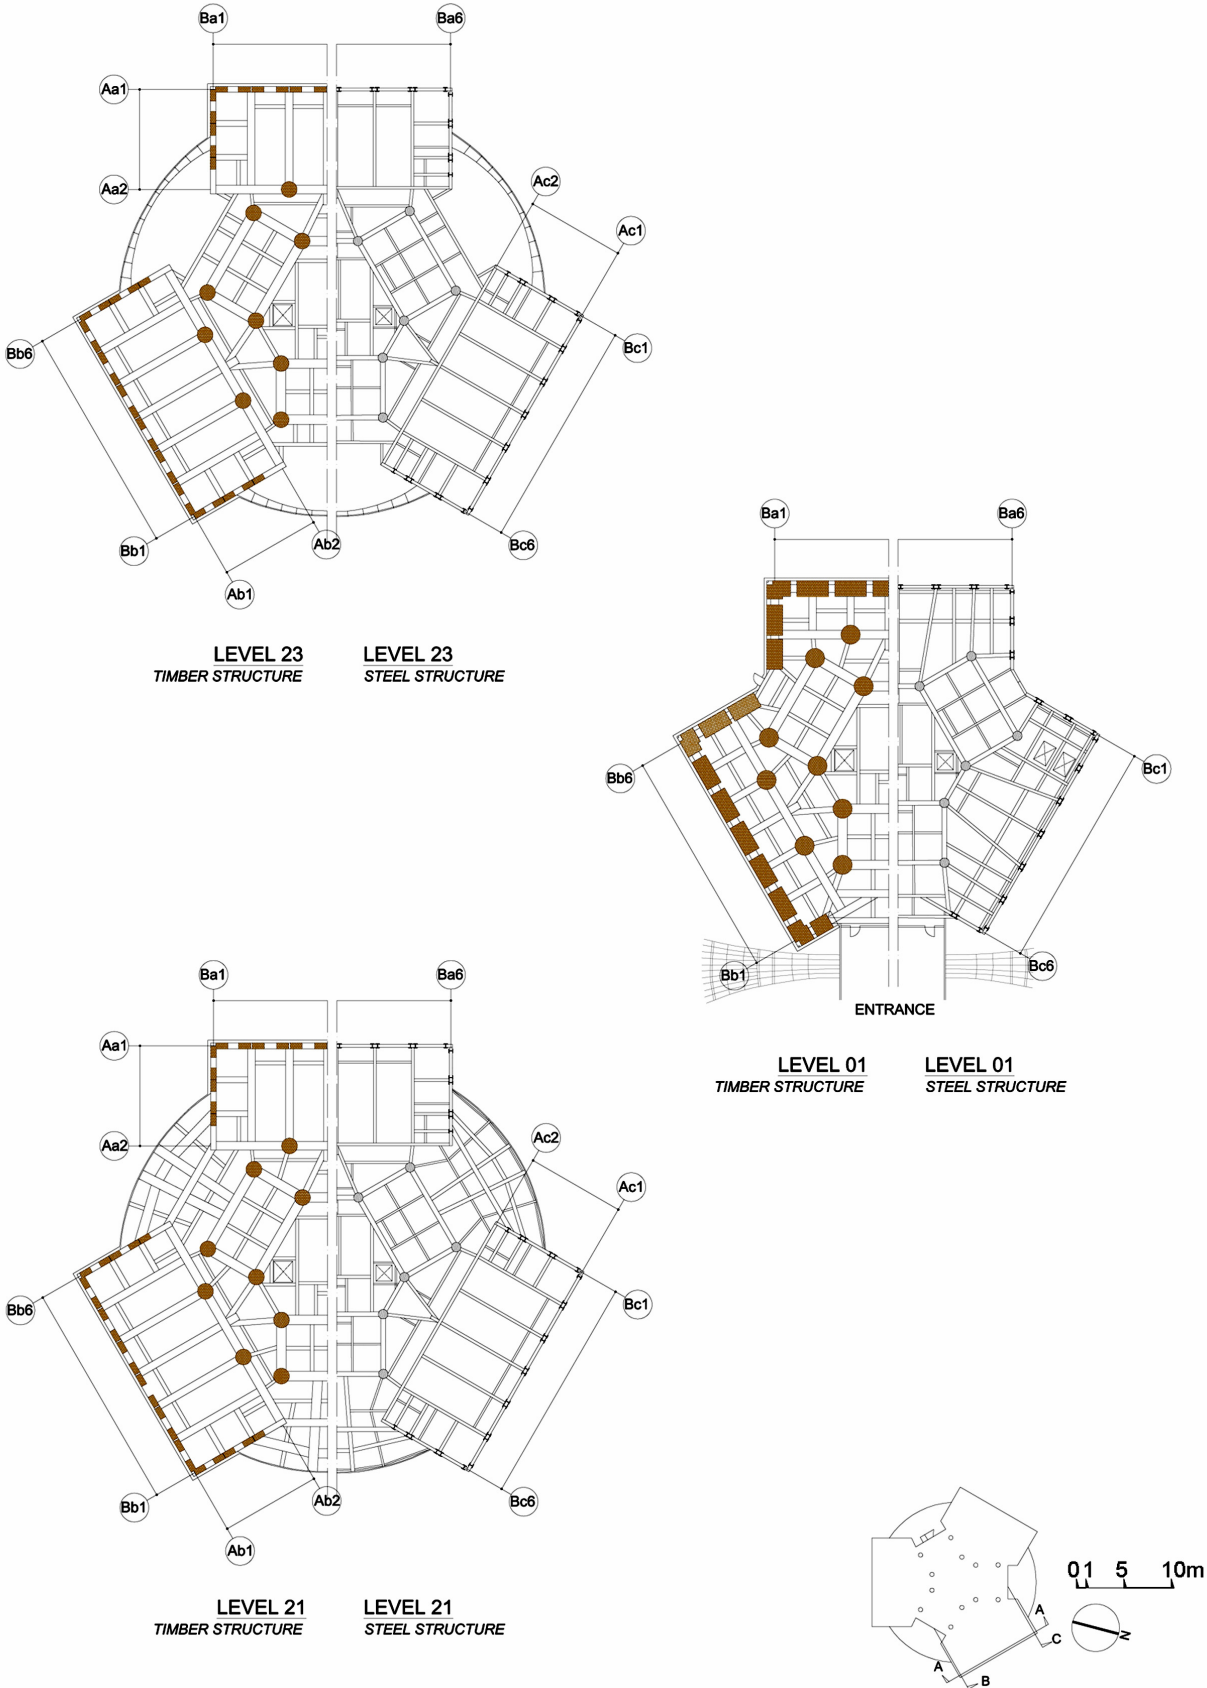 Ba1 Ba6
Aa1
Aa2
Ac2
Ac1
Bb6
Bc1
Bb1
Ab2
Bc6
Ab1
LEVEL 23 LEVEL 23
TIMBER STRUCTURE STEEL STRUCTURE
Ba1 Ba6
Bb6
Bc1
Bb1
Bc6
ENTRANCE
LEVEL 01 LEVEL 01
TIMBER STRUCTURE STEEL STRUCTURE
Ba1 Ba6
Aa1
Aa2
Ac2
Ac1
Bb6
Bc1
Bb1
Ab2
Bc6
Ab1
LEVEL 21 LEVEL 21
TIMBER STRUCTURE STEEL STRUCTURE
0 1 5 10m
A
C
N
A
B